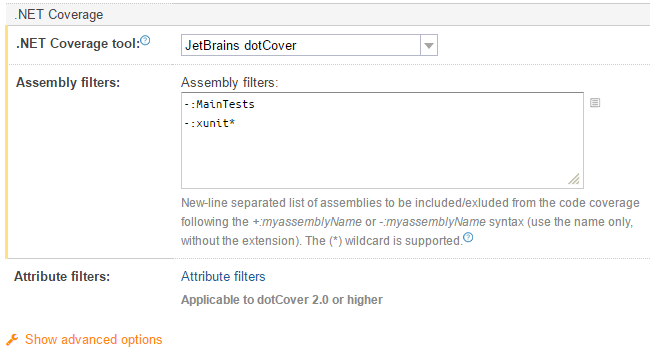 .NET Coverage
.NET Coverage tool:?
JetBrains dotCover
Assembly filters:
Assembly filters:
-:MainTests
-:xunit*
New-line separated list of assemblies to be included/exluded from the code coverage
following the +:myassemblyName or -:myassemblyName syntax (use the name only,
without the extension). The (*) wildcard is supported.?
Attribute filters:
Attribute filters
Applicable to dotCover 2.0 or higher
Show advanced options